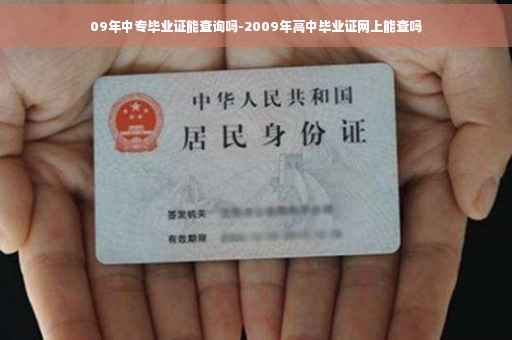 09年中专毕业证能查询吗-2009年高中毕业证网上能查吗
中华人民共和国
居民身份证
签发机关
有效期限